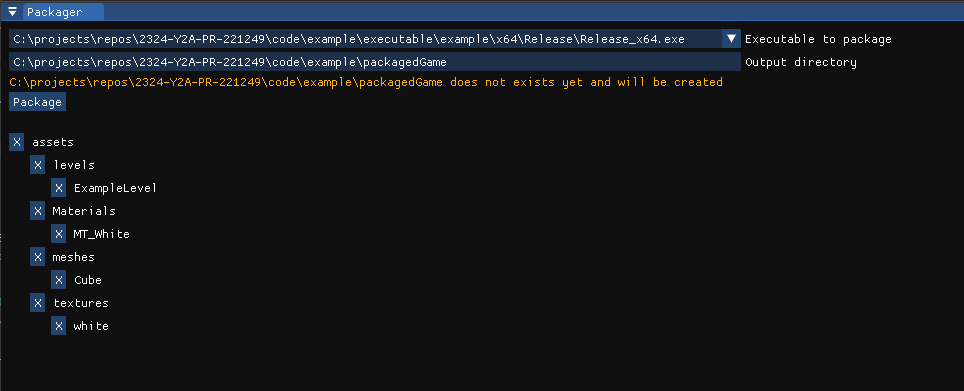 Packager
C:\projects\repos\2324-Y2A-PR-221249\code\example\executable\example\x64\Release\Release_x64.exe Executable to package
C:\projects\repos\2324-Y2A-PR-221249\code\example\packagedGame Output directory
C:\projects\repos\2324-Y2A-PR-221249\code\example\packagedGame does not exists yet and will be created
Package
X assets
X levels
X ExampleLevel
X Materials
X MT_White
X meshes
X Cube
X textures
X white